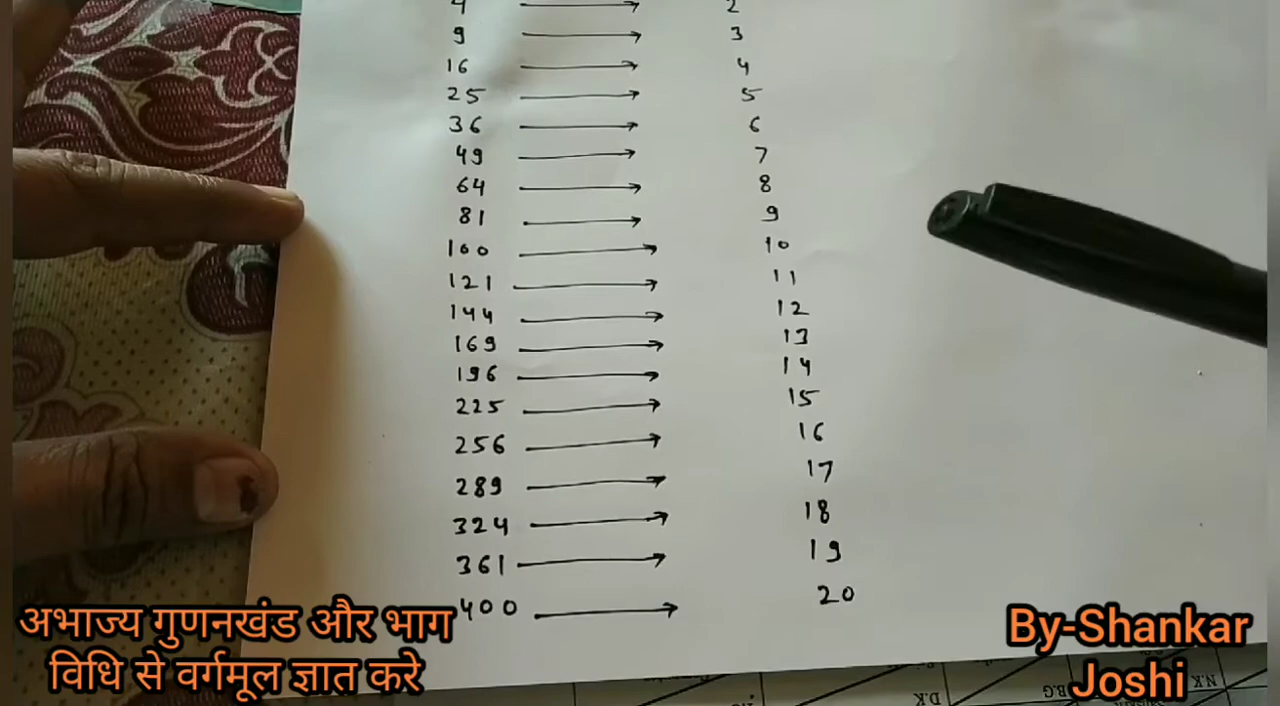 4 → 2
9 → 3
16 → 4
25 → 5
36 → 6
49 → 7
64 → 8
81 → 9
100 → 10
121 → 11
144 → 12
169 → 13
196 → 14
225 → 15
256 → 16
289 → 17
324 → 18
361 → 19
400 → 20
अभाज्य गुणनखंड और भाग
विधि से वर्गमूल ज्ञात करे
By-Shankar
Joshi
D.K
B.G
N.K